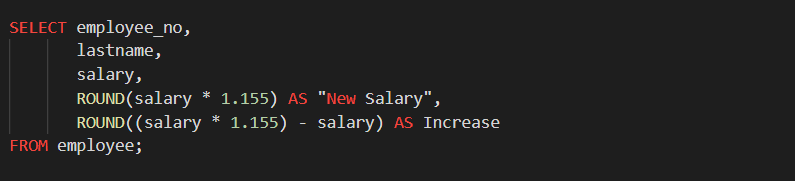 SELECT employee_no,
lastname,
salary,
ROUND(salary * 1.155) AS "New Salary",
ROUND((salary * 1.155) - salary) AS Increase
FROM employee;